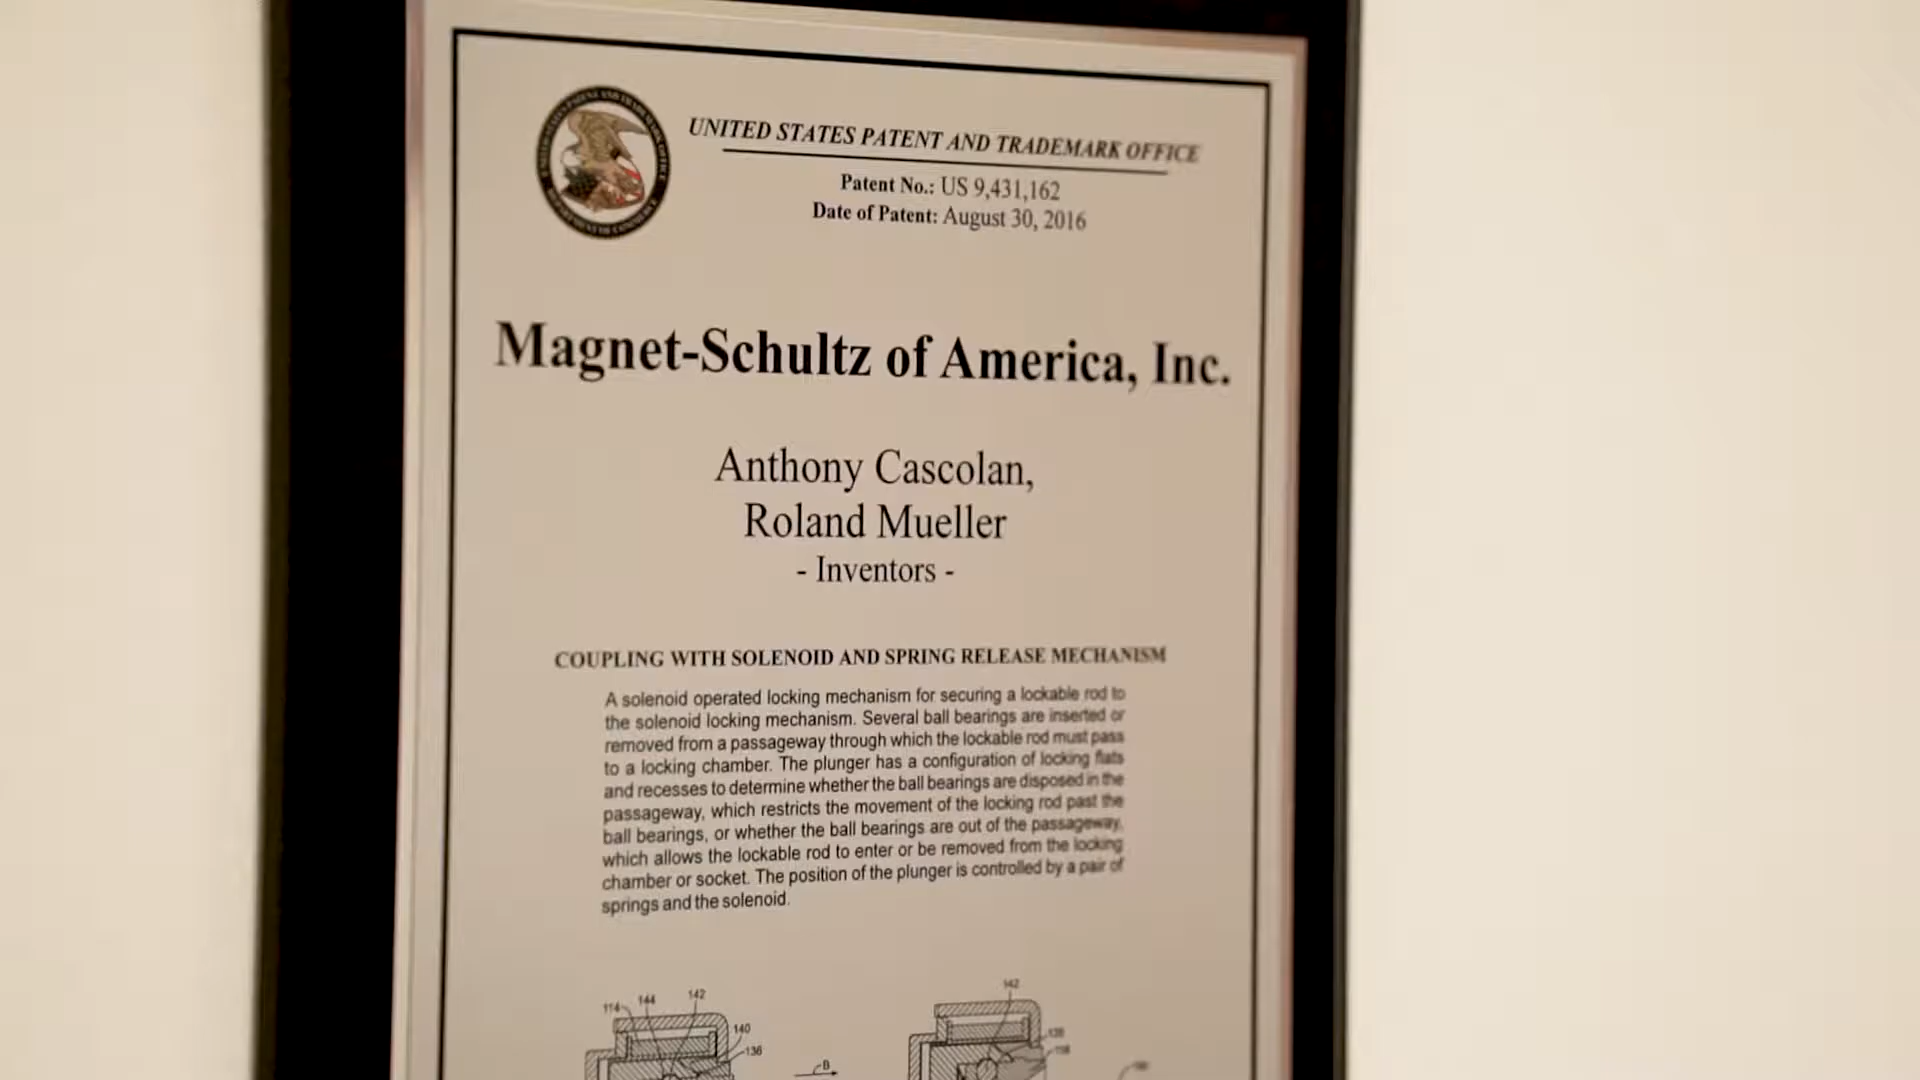 UNITED STATES PATENT AND TRADEMARK OFFICE
Patent No.: US 9,431,162
Date of Patent: August 30, 2016
Magnet-Schultz of America, Inc.
Anthony Cascolan,
Roland Mueller
- Inventors -
COUPLING WITH SOLENOID AND SPRING RELEASE MECHANISM
A solenoid operated locking mechanism for securing a lockable rod to
the solenoid locking mechanism. Several ball bearings are inserted or
removed from a passageway through which the lockable rod must pass
to a locking chamber. The plunger has a configuration of locking flats
and recesses to determine whether the ball bearings are disposed in the
passageway, which restricts the movement of the locking rod past the
ball bearings, or whether the ball bearings are out of the passageway,
which allows the lockable rod to enter or be removed from the locking
chamber or socket. The position of the plunger is controlled by a pair of
springs and the solenoid.
114 144 142 142
140
136
B